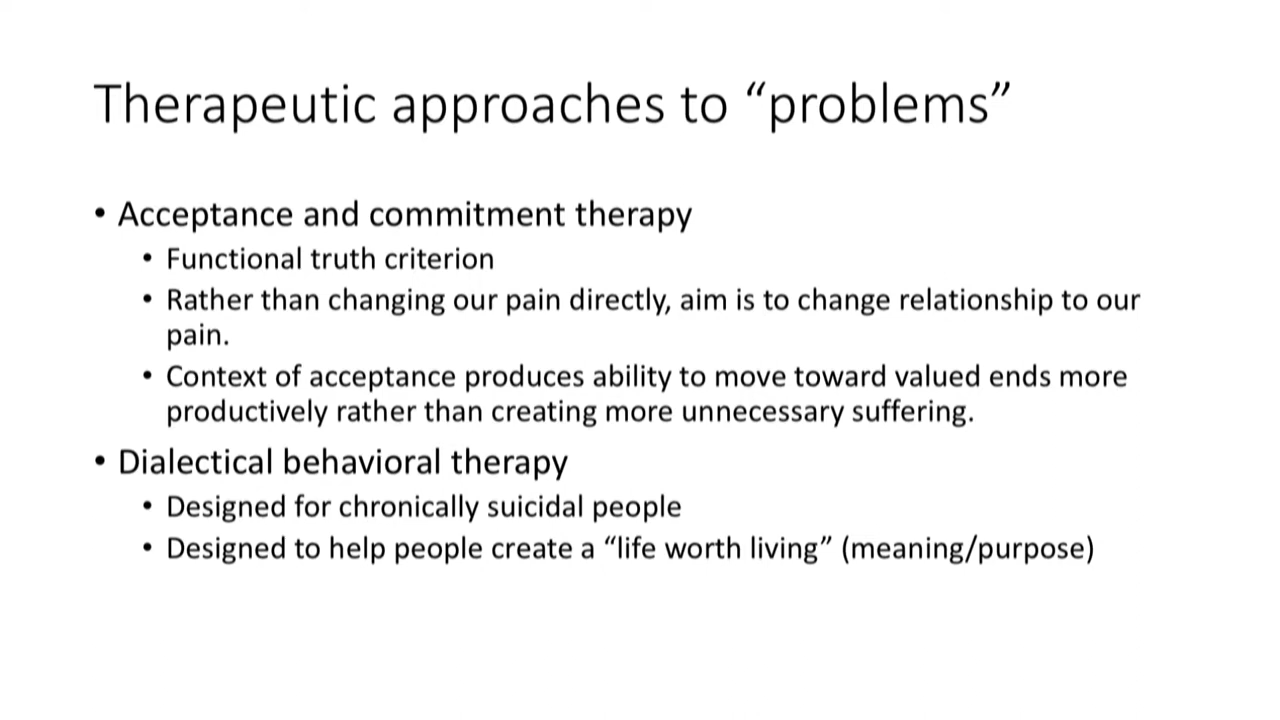 Therapeutic approaches to “problems”
• Acceptance and commitment therapy
• Functional truth criterion
• Rather than changing our pain directly, aim is to change relationship to our
pain.
• Context of acceptance produces ability to move toward valued ends more
productively rather than creating more unnecessary suffering.
• Dialectical behavioral therapy
• Designed for chronically suicidal people
• Designed to help people create a “life worth living” (meaning/purpose)